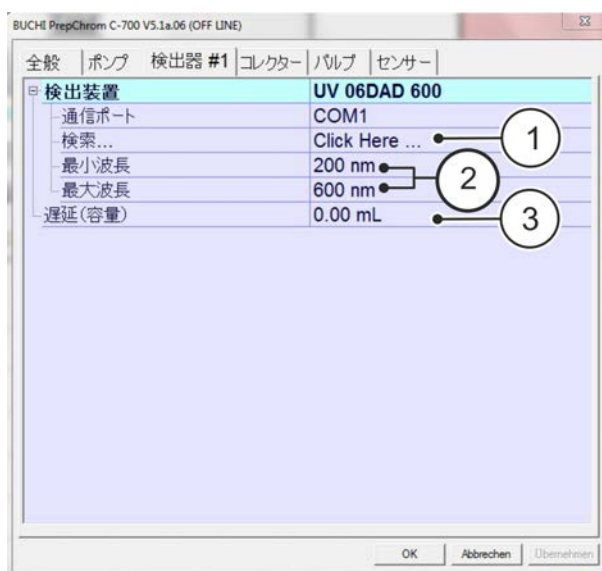 BUCHI PrepChrom C-700 V5.1a.06 (OFF LINE)
全般 ポンプ 検出器 #1 コレクター バルブ センサー
検出装置 UV 06DAD 600
通信ポート COM1
検索... Click Here ... 1
最小波長 200 nm 2
最大波長 600 nm
遅延(容量) 0.00 mL 3
OK Abbrechen Übernehmen